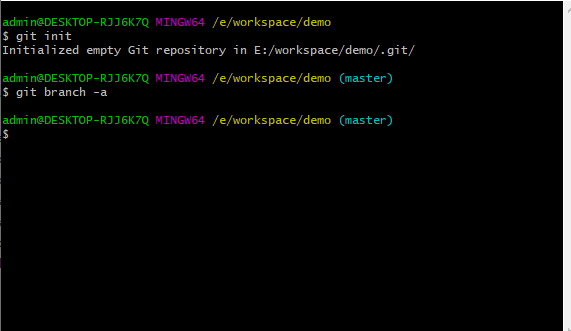 admin@DESKTOP-RJJ6K7Q MINGW64 /e/workspace/demo
$ git init
Initialized empty Git repository in E:/workspace/demo/.git/
admin@DESKTOP-RJJ6K7Q MINGW64 /e/workspace/demo (master)
$ git branch -a
admin@DESKTOP-RJJ6K7Q MINGW64 /e/workspace/demo (master)
$